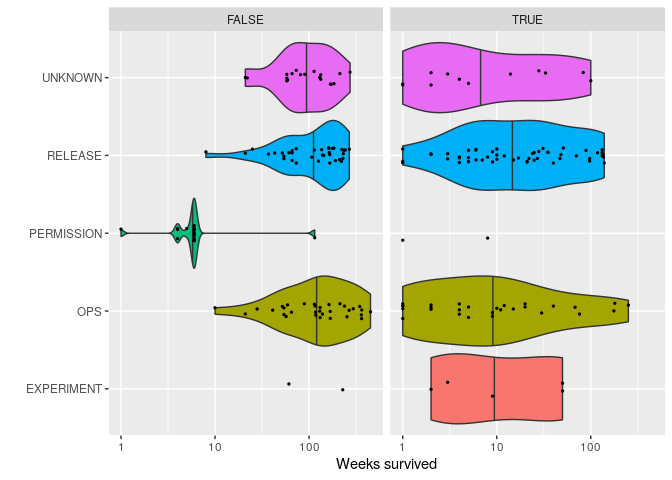 FALSE TRUE
UNKNOWN
RELEASE
PERMISSION
OPS
EXPERIMENT
1 10 100 1 10 100
Weeks survived